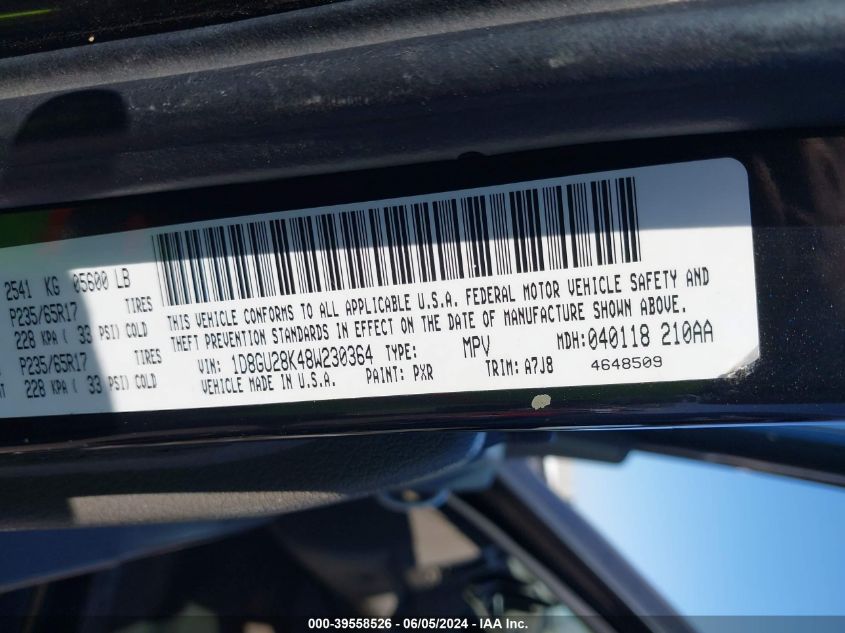 2541 KG 05600 LB
P235/65R17 TIRES
228 KPA ( 33 PSI) COLD
P235/65R17 TIRES
228 KPA ( 33 PSI) COLD
THIS VEHICLE CONFORMS TO ALL APPLICABLE U.S.A. FEDERAL MOTOR VEHICLE SAFETY AND
THEFT PREVENTION STANDARDS IN EFFECT ON THE DATE OF MANUFACTURE SHOWN ABOVE.
VIN: 1D8GU28K48W230364 TYPE: MPV MDH: 040118 210AA
VEHICLE MADE IN U.S.A. PAINT: PXR TRIM: A7J8 4648509
000-39558526 - 06/05/2024 - IAA Inc.